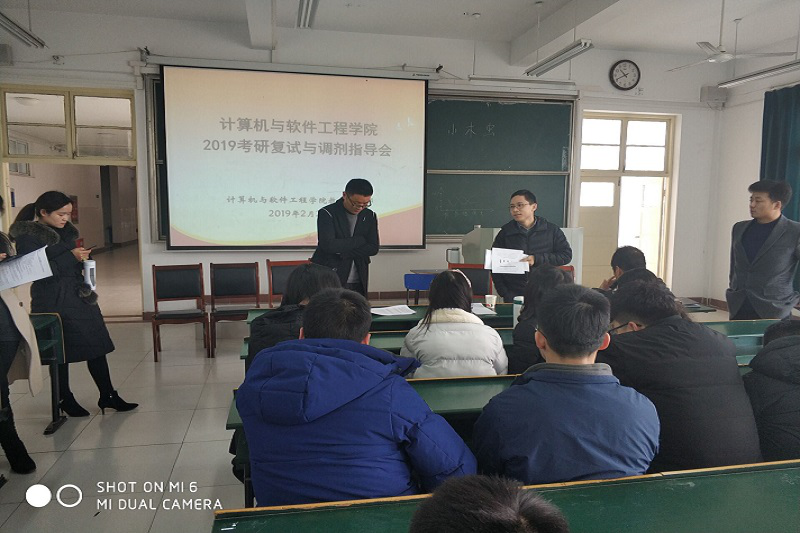 计算机与软件工程学院
2019考研复试与调剂指导会
计算机与软件工程学院
2019年2月
小木虫
SHOT ON MI 6
MI DUAL CAMERA